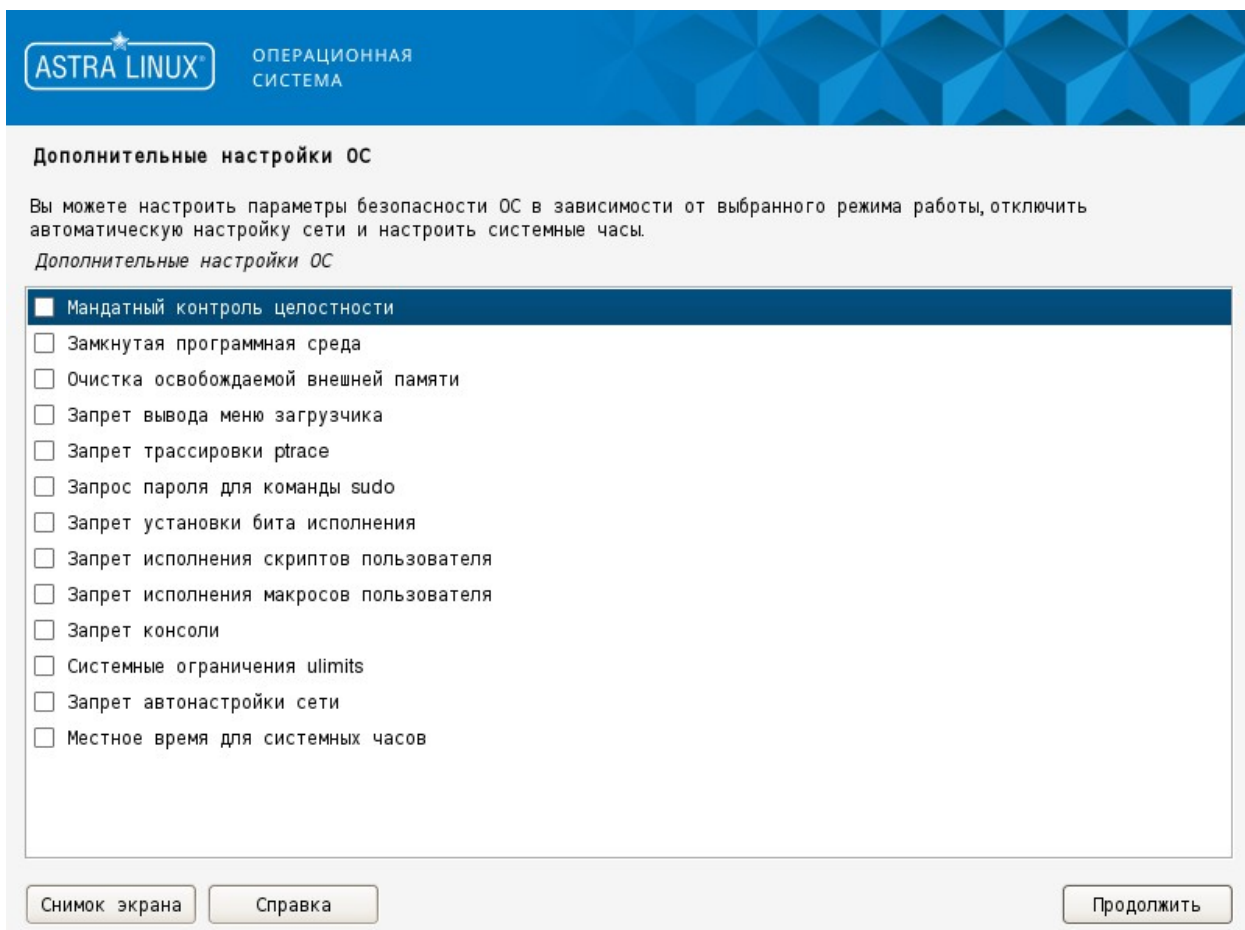 ASTRA LINUX®
ОПЕРАЦИОННАЯ
СИСТЕМА
Дополнительные настройки ОС
Вы можете настроить параметры безопасности ОС в зависимости от выбранного режима работы, отключить
автоматическую настройку сети и настроить системные часы.
Дополнительные настройки ОС
Мандатный контроль целостности
Замкнутая программная среда
Очистка освобождаемой внешней памяти
Запрет вывода меню загрузчика
Запрет трассировки ptrace
Запрос пароля для команды sudo
Запрет установки бита исполнения
Запрет исполнения скриптов пользователя
Запрет исполнения макросов пользователя
Запрет консоли
Системные ограничения ulimits
Запрет автонастройки сети
Местное время для системных часов
Снимок экрана
Справка
Продолжить